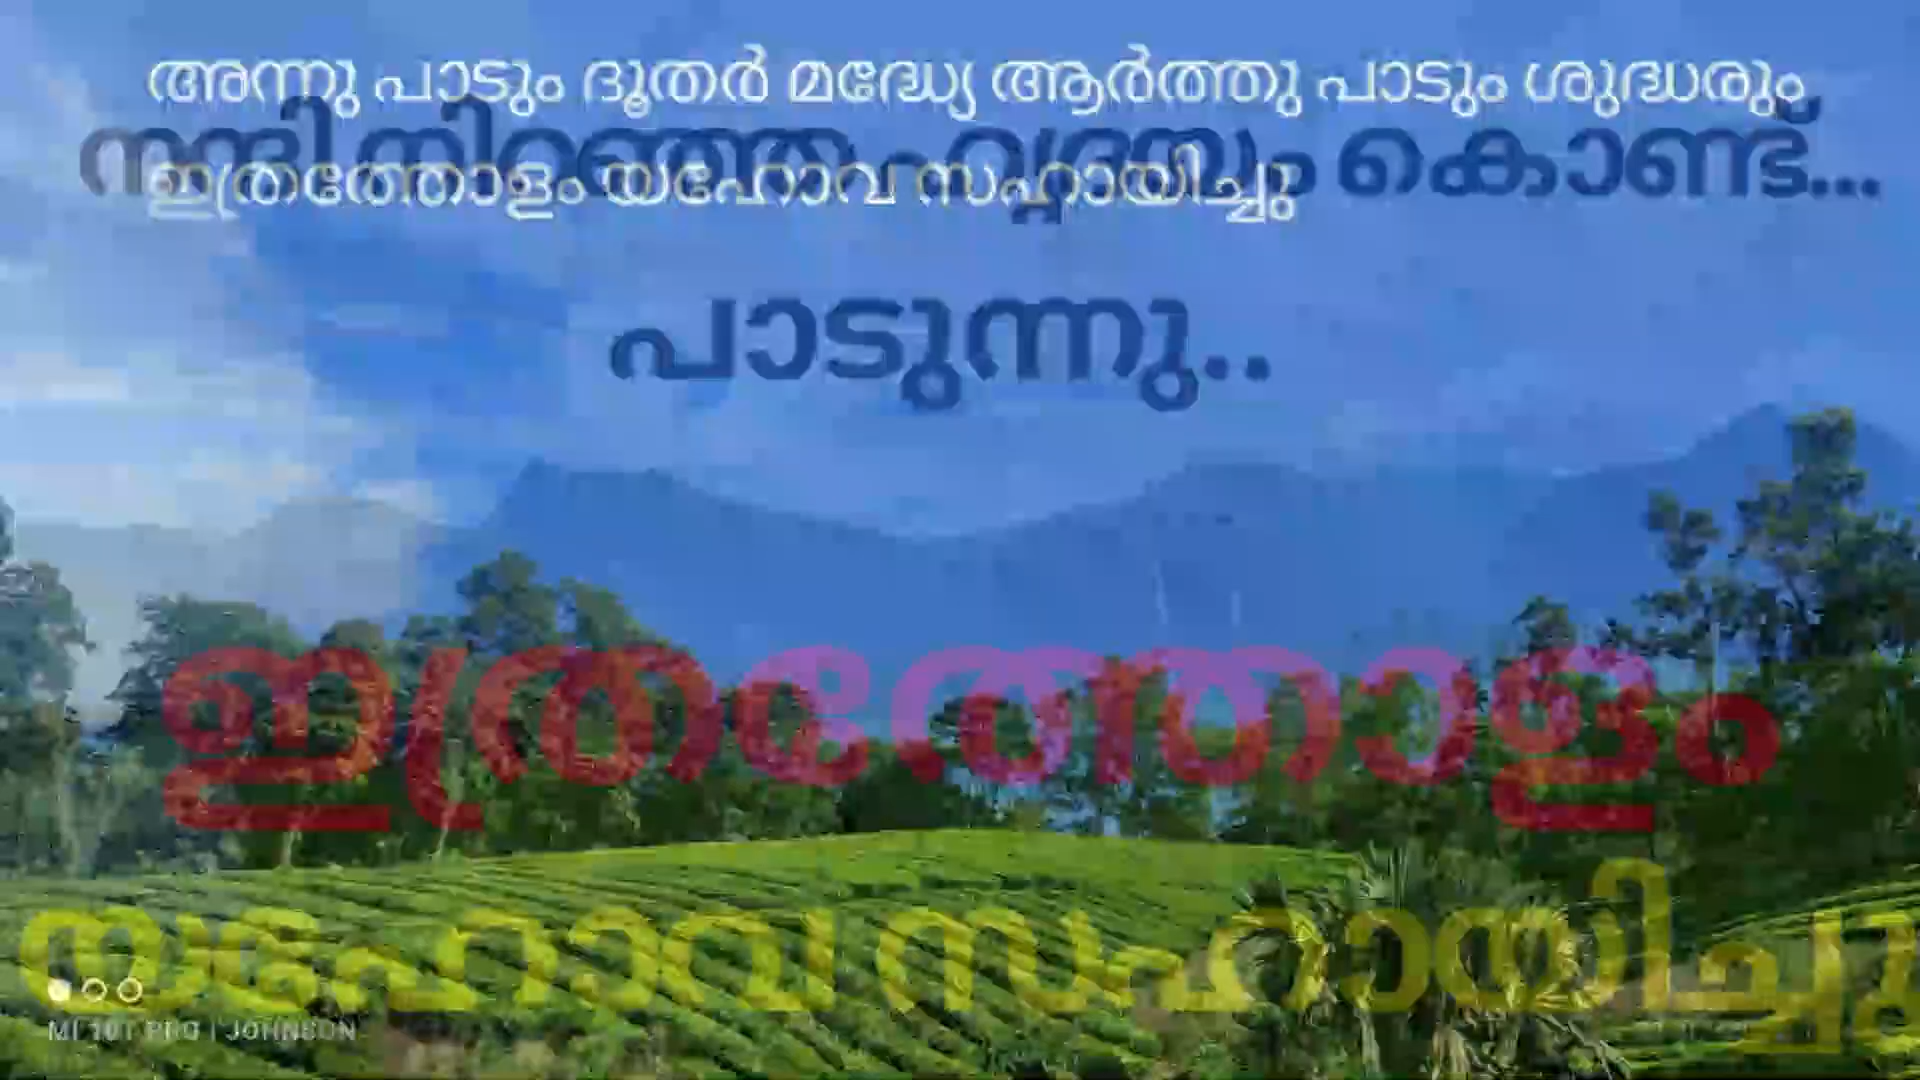 അന്നു പാടും ദൂതർ മദ്ധ്യേ ആർത്തു പാടും ശുദ്ധരും
നന്ദി നിറഞ്ഞ ഹൃദയം കൊണ്ട്...
ഇത്രത്തോളം യഹോവ സഹായിച്ചു
പാടുന്നു..
ഇത്രത്തോളം
യഹോവ സഹായിച്ചു
MI 10T PRO | JOHNSON